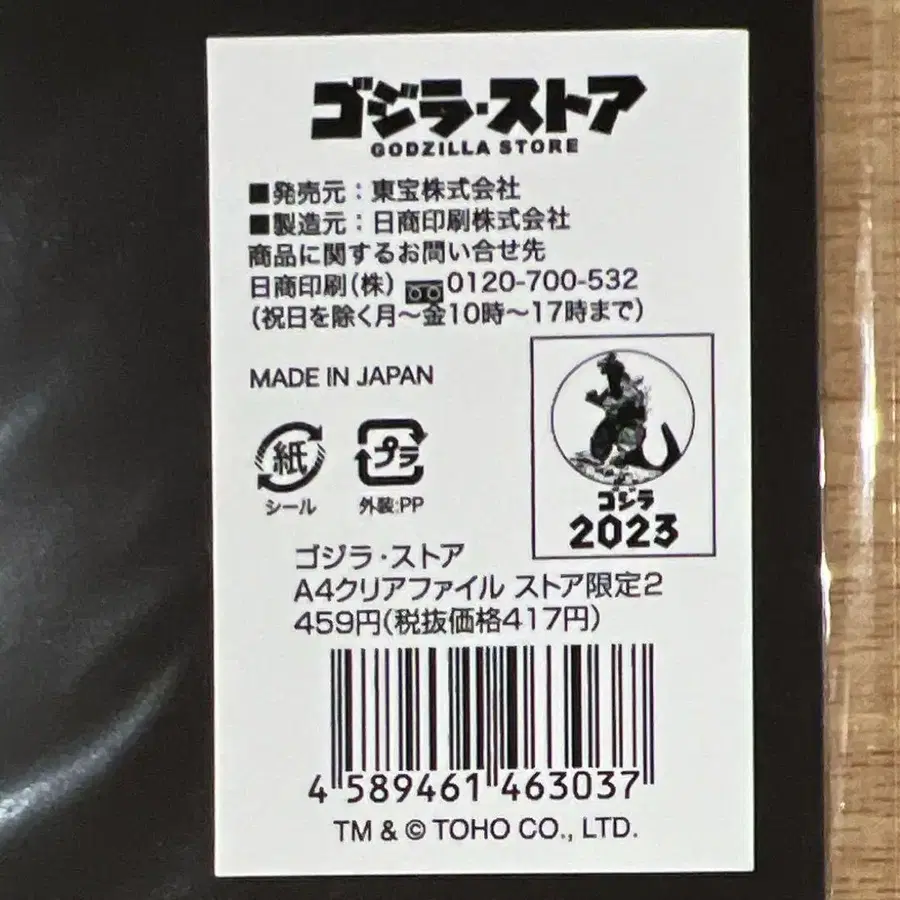 ゴジラ・ストア
GODZILLA STORE
■発売元：東宝株式会社
■製造元：日商印刷株式会社
商品に関するお問い合せ先
日商印刷(株) 0120-700-532
(祝日を除く月〜金10時〜17時まで)
MADE IN JAPAN
紙
シール
プラ
外装:PP
ゴジラ
2023
ゴジラ・ストア
A4クリアファイル ストア限定2
459円(税抜価格417円)
4 589461 463037
TM & © TOHO CO., LTD.